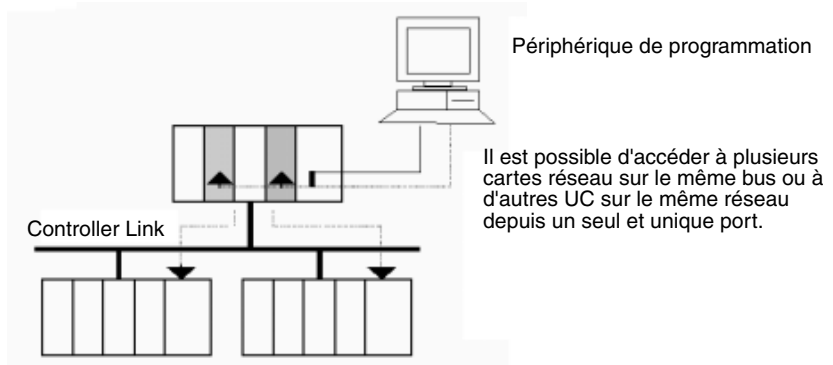 Périphérique de programmation
Il est possible d'accéder à plusieurs
cartes réseau sur le même bus ou à
d'autres UC sur le même réseau
depuis un seul et unique port.
Controller Link